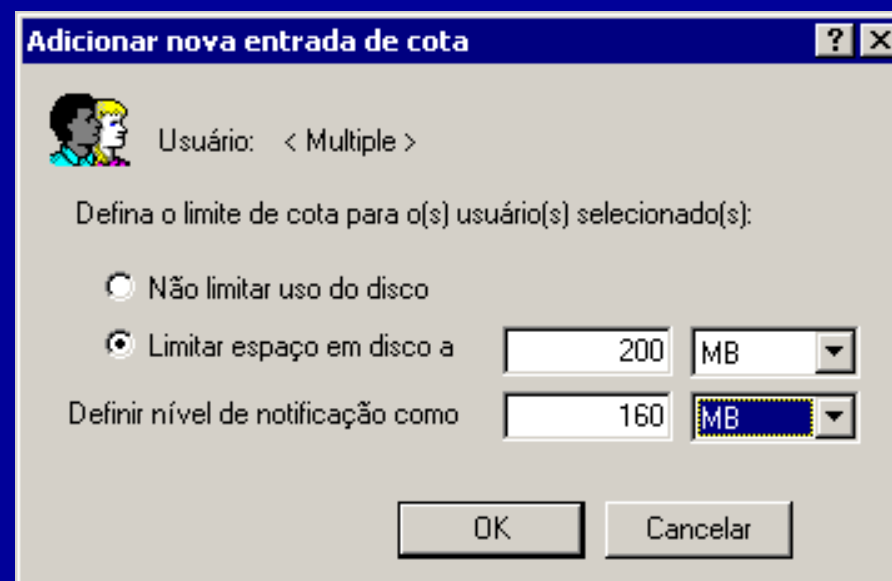 Adicionar nova entrada de cota
Usuário: < Multiple >
Defina o limite de cota para o(s) usuário(s) selecionado(s):
Não limitar uso do disco
Limitar espaço em disco a 200 MB
Definir nível de notificação como 160 MB
OK Cancelar